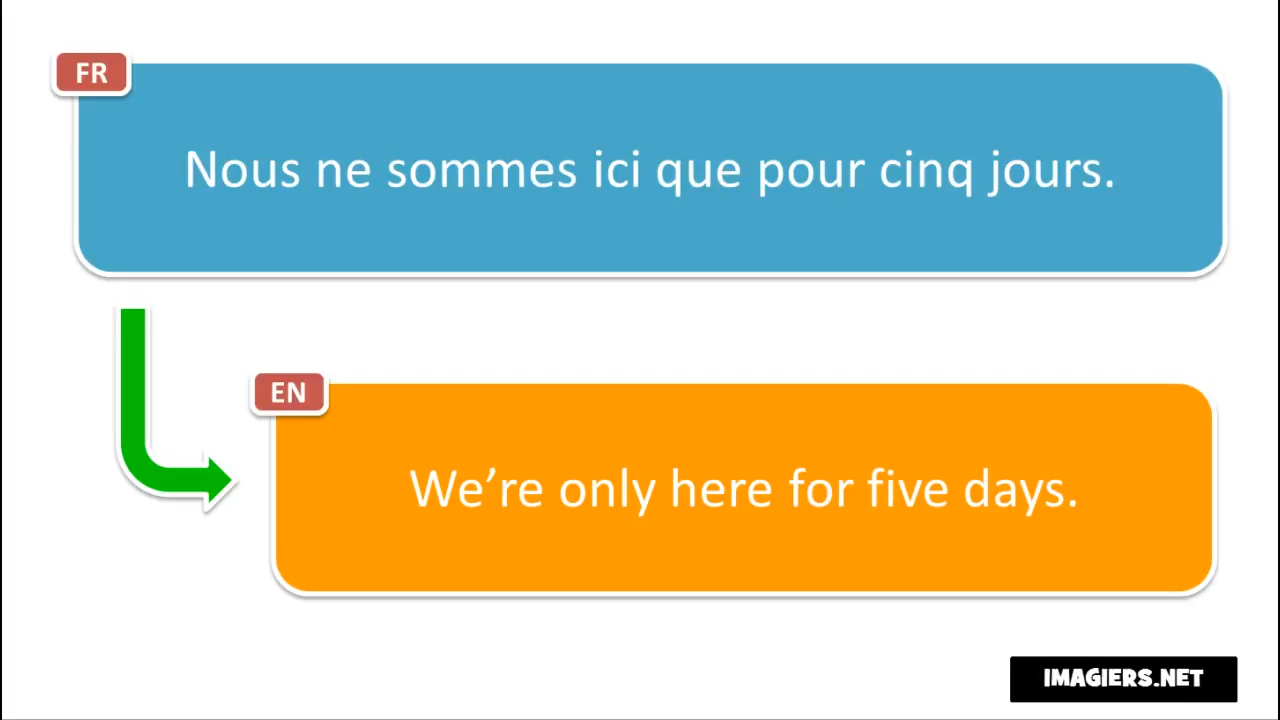 FR
Nous ne sommes ici que pour cinq jours.
EN
We’re only here for five days.
IMAGIERS.NET